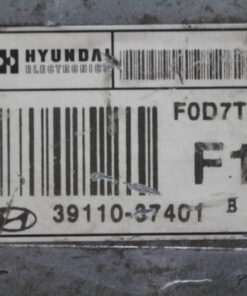 HYUNDAI
ELECTRONICS
F0D7T
F1
39110-37401 B